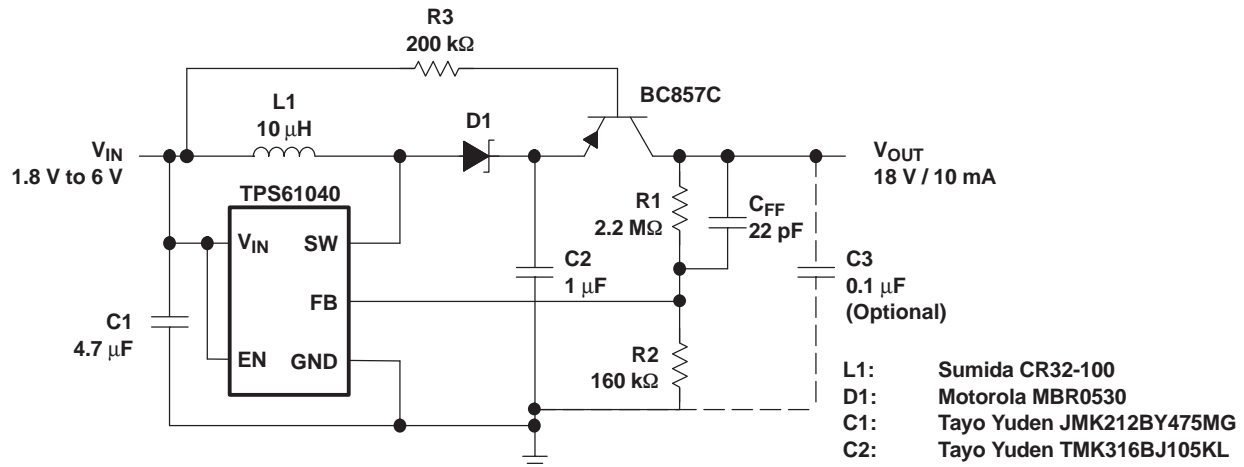 R3
200 kΩ
BC857C
L1
10 μH
D1
VIN
1.8 V to 6 V
VOUT
18 V / 10 mA
TPS61040
VIN
SW
FB
EN
GND
R1
2.2 MΩ
CFF
22 pF
C2
1 μF
C3
0.1 μF
(Optional)
C1
4.7 μF
R2
160 kΩ
L1: Sumida CR32-100
D1: Motorola MBR0530
C1: Tayo Yuden JMK212BY475MG
C2: Tayo Yuden TMK316BJ105KL